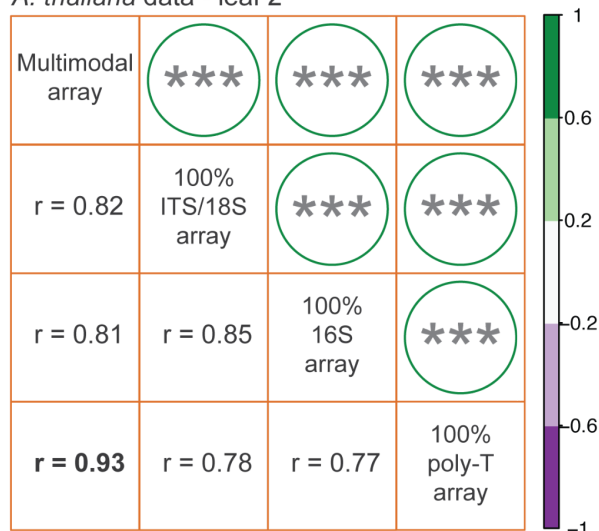 A. thaliana data - leaf 2
Multimodal
array
***
***
***
r = 0.82
100%
ITS/18S
array
***
***
r = 0.81
r = 0.85
100%
16S
array
***
r = 0.93
r = 0.78
r = 0.77
100%
poly-T
array
1
0.6
0.2
-0.2
-0.6
-1